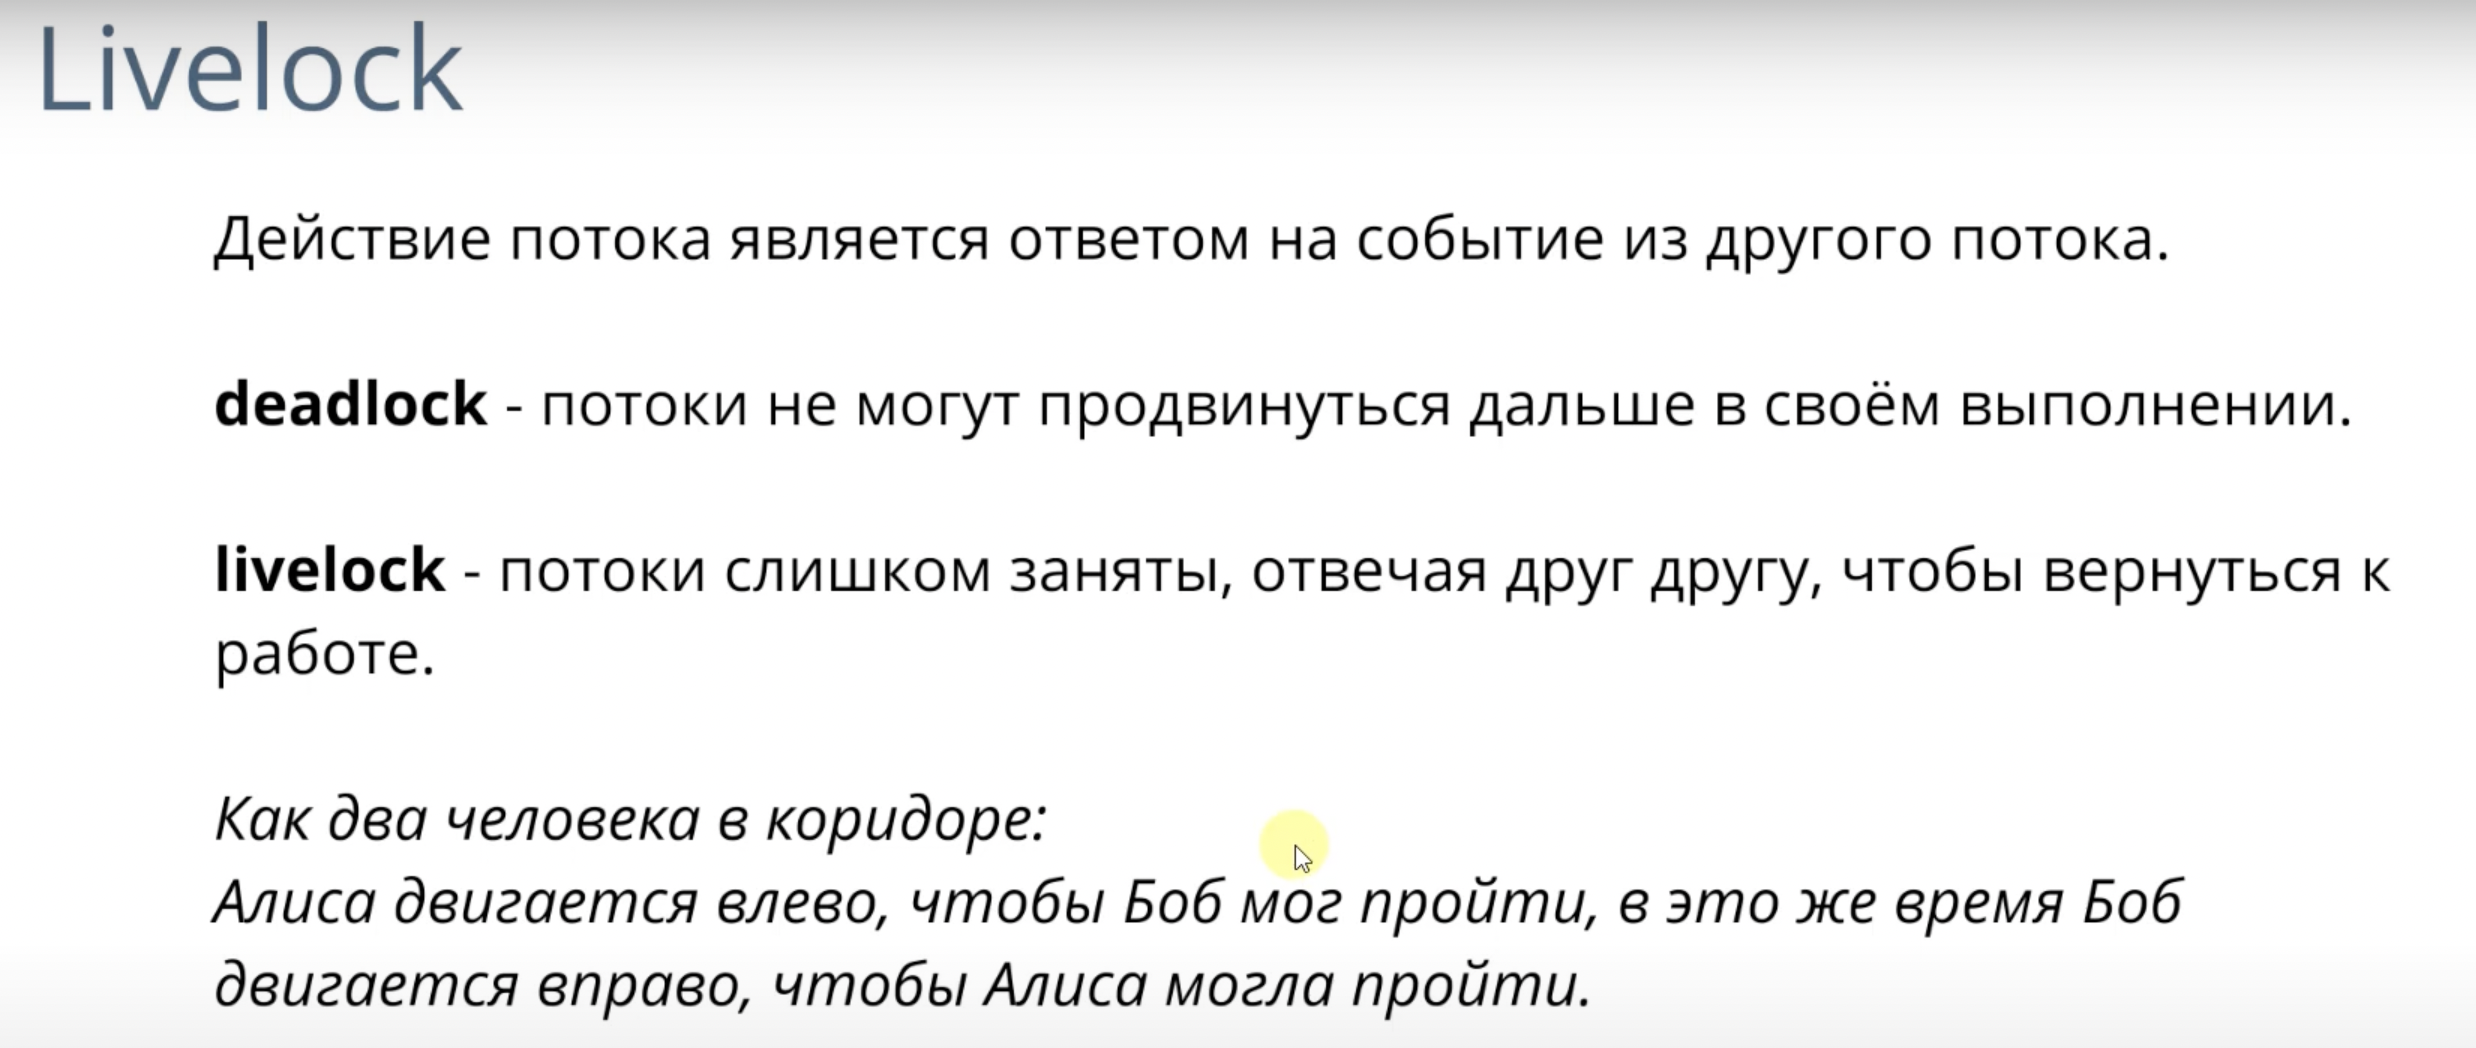 Livelock
Действие потока является ответом на событие из другого потока.
deadlock - потоки не могут продвинуться дальше в своём выполнении.
livelock - потоки слишком заняты, отвечая друг другу, чтобы вернуться к
работе.
Как два человека в коридоре:
Алиса двигается влево, чтобы Боб мог пройти, в это же время Боб
двигается вправо, чтобы Алиса могла пройти.